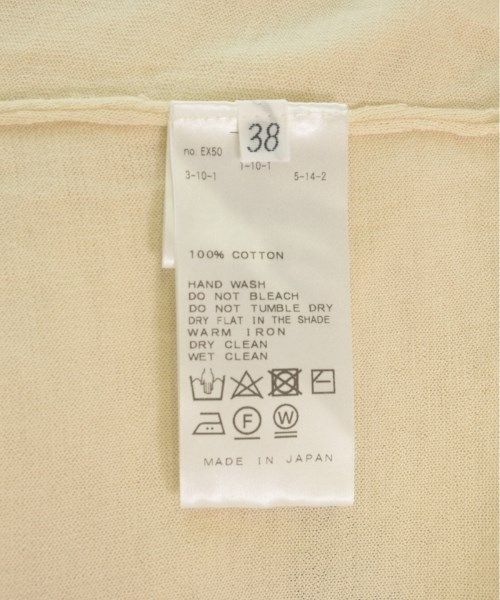 38
no. EX50
1-10-1
3-10-1 5-14-2
100% COTTON
HAND WASH
DO NOT BLEACH
DO NOT TUMBLE DRY
DRY FLAT IN THE SHADE
WARM IRON
DRY CLEAN
WET CLEAN
F W
MADE IN JAPAN